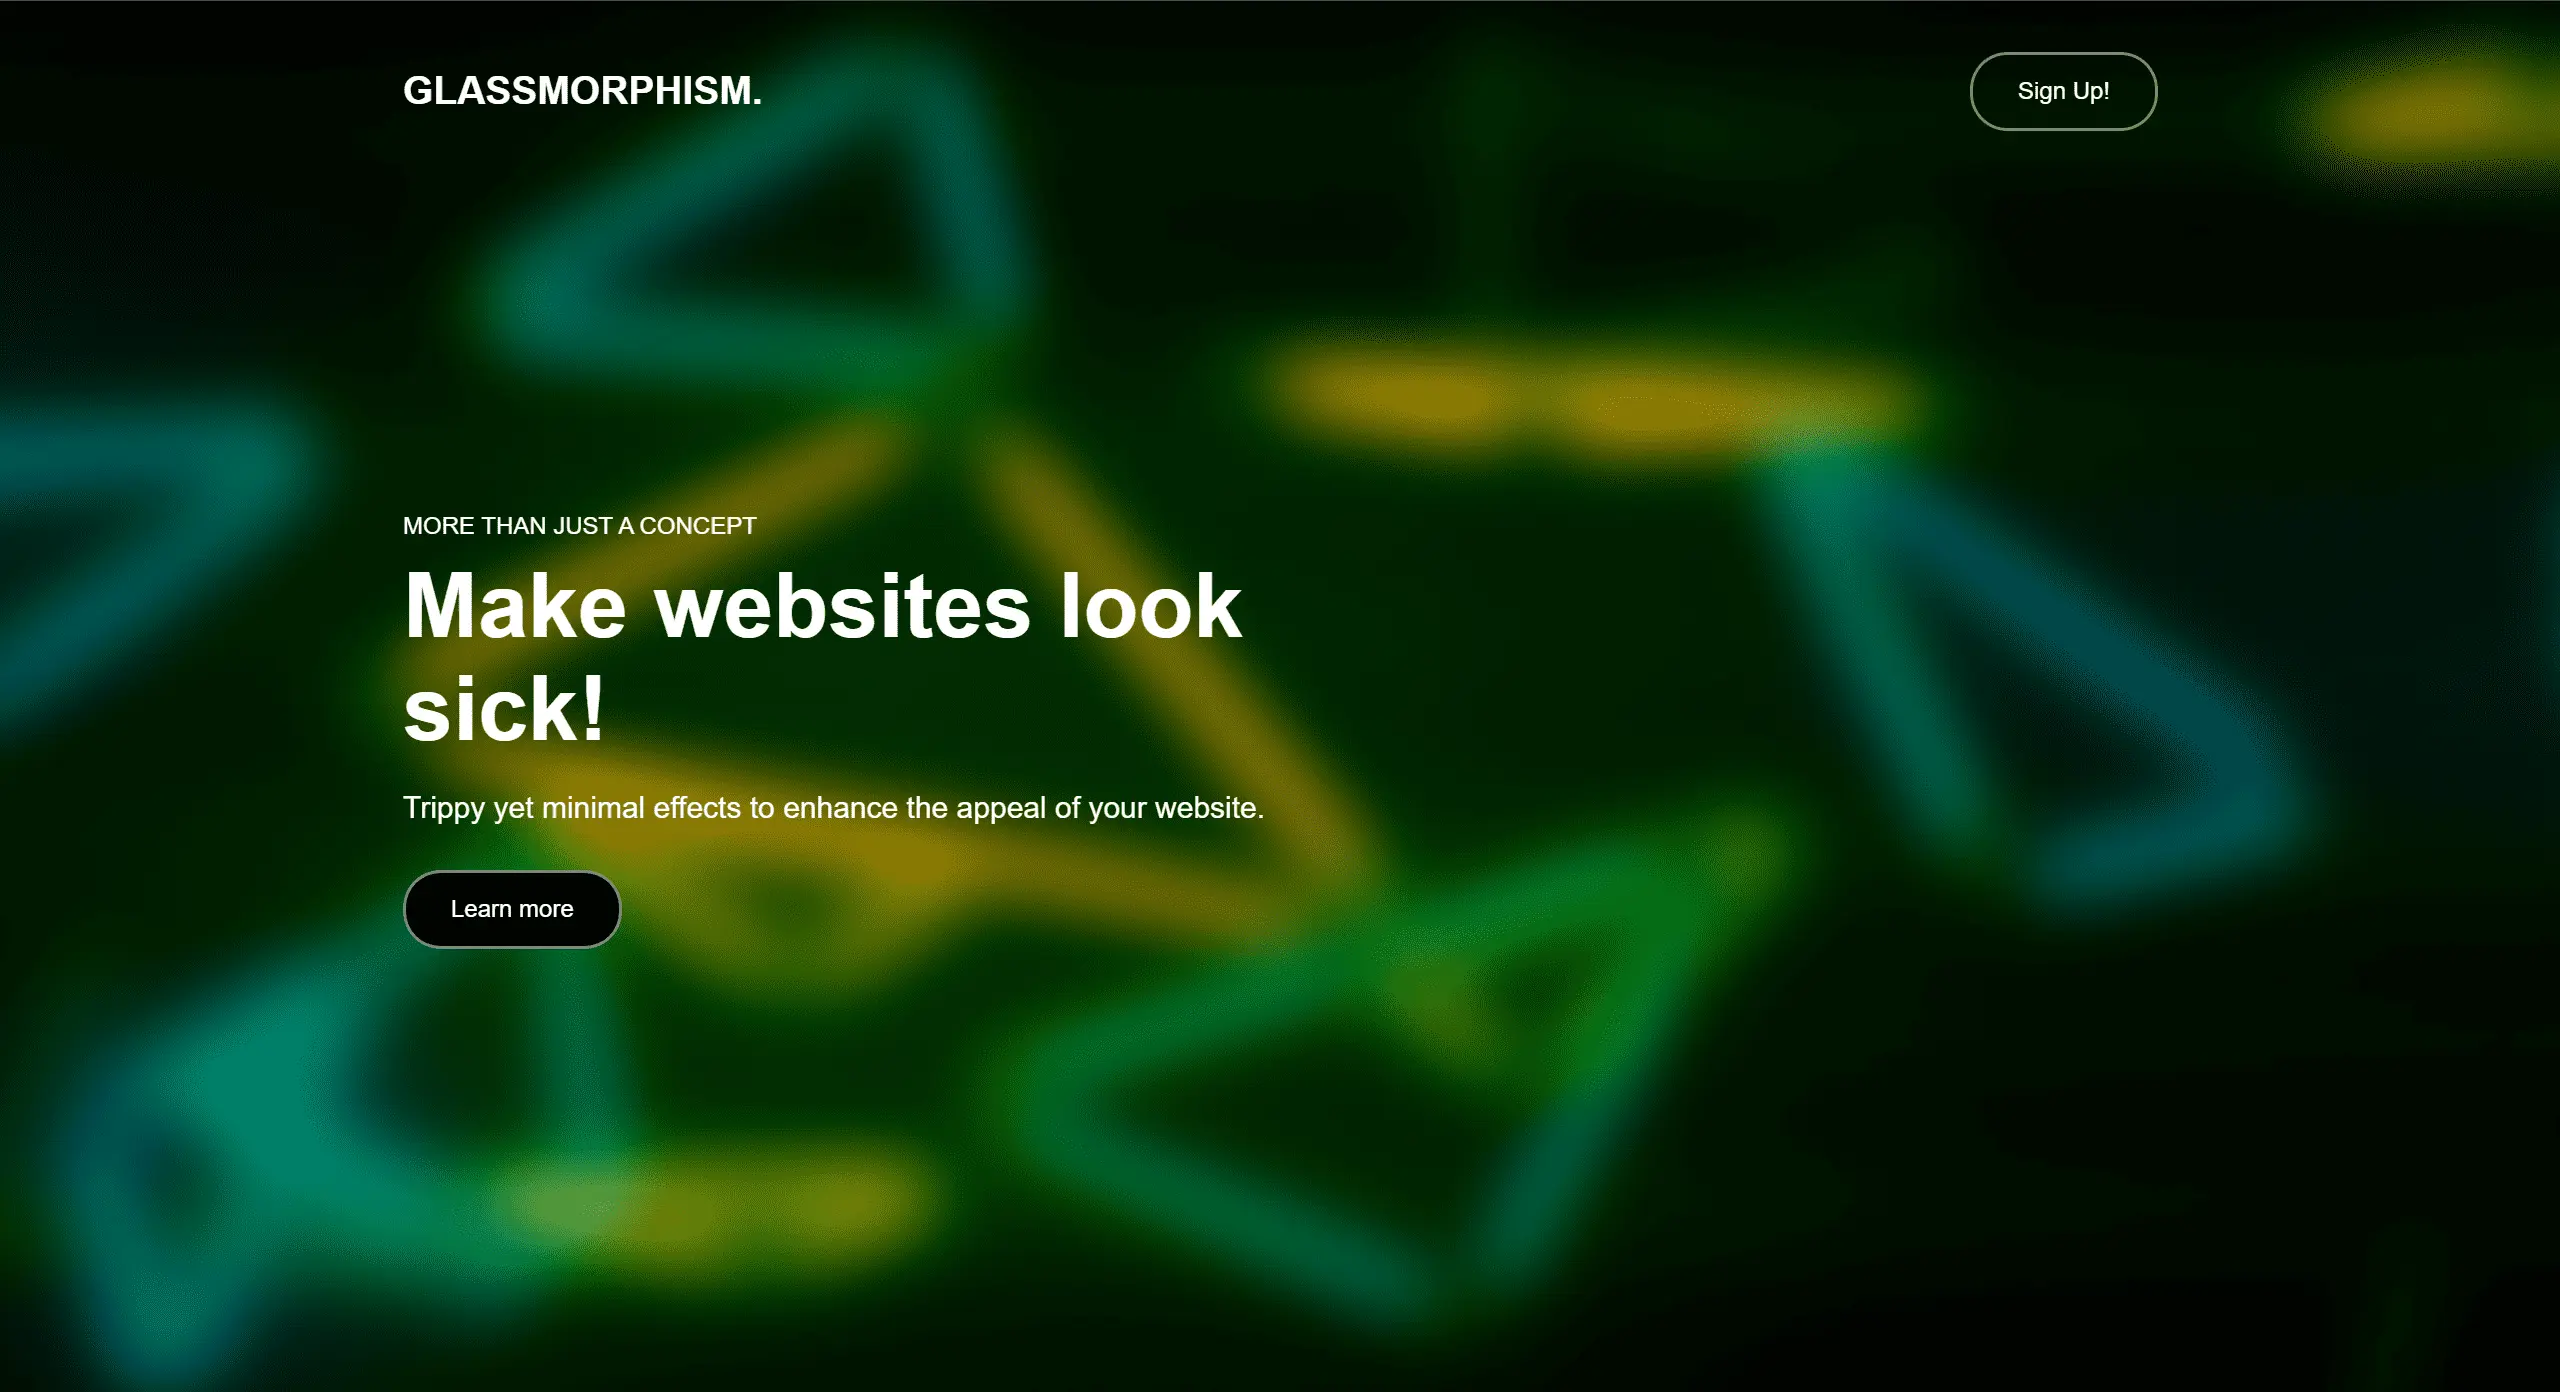 GLASSMORPHISM.
Sign Up!
MORE THAN JUST A CONCEPT
Make websites look
sick!
Trippy yet minimal effects to enhance the appeal of your website.
Learn more